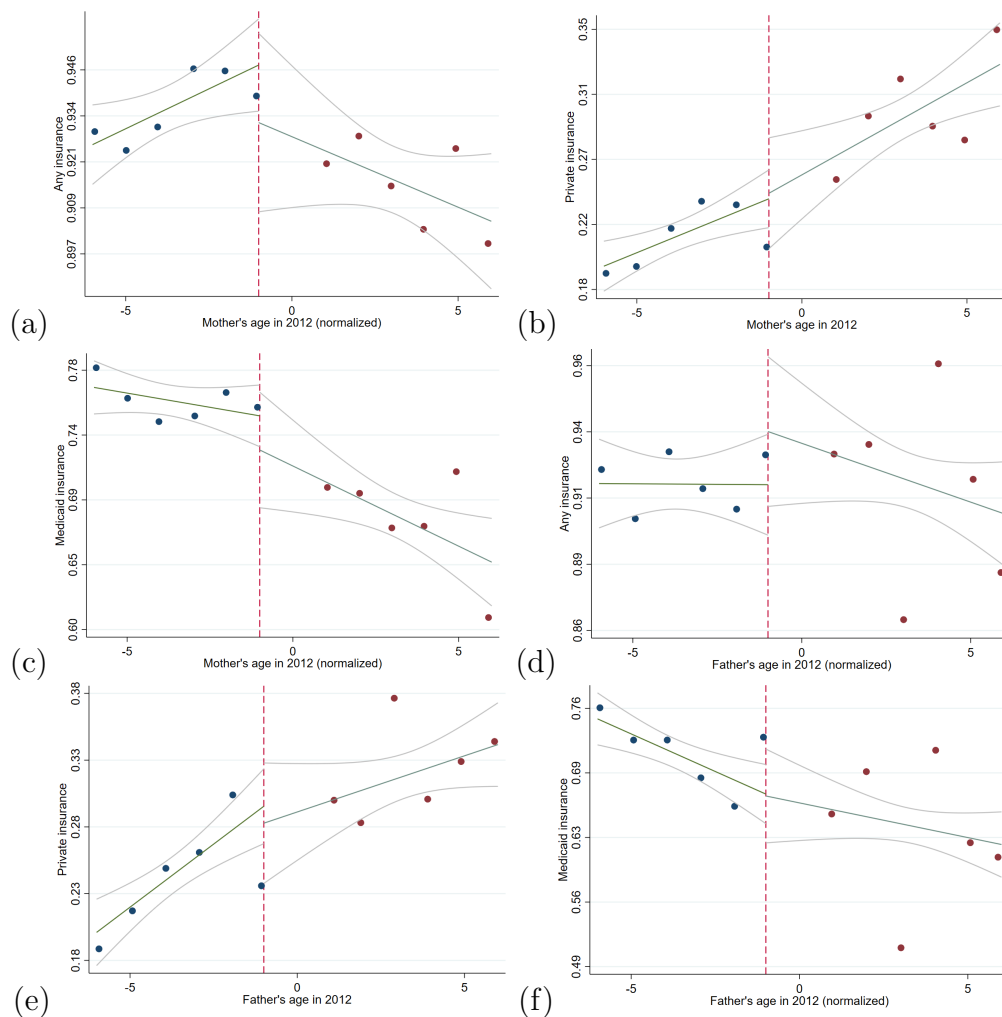 0.946
0.934
0.921
0.909
0.897
Any insurance
-5
0
5
Mother's age in 2012 (normalized)
(a)
0.35
0.31
0.27
0.22
0.18
Private insurance
-5
0
5
Mother's age in 2012
(b)
0.78
0.74
0.69
0.65
0.60
Medicaid insurance
-5
0
5
Mother's age in 2012 (normalized)
(c)
0.96
0.94
0.91
0.89
0.86
Any insurance
-5
0
5
Father's age in 2012 (normalized)
(d)
0.38
0.33
0.28
0.23
0.18
Private insurance
-5
0
5
Father's age in 2012
(e)
0.76
0.69
0.63
0.56
0.49
Medicaid insurance
-5
0
5
Father's age in 2012 (normalized)
(f)